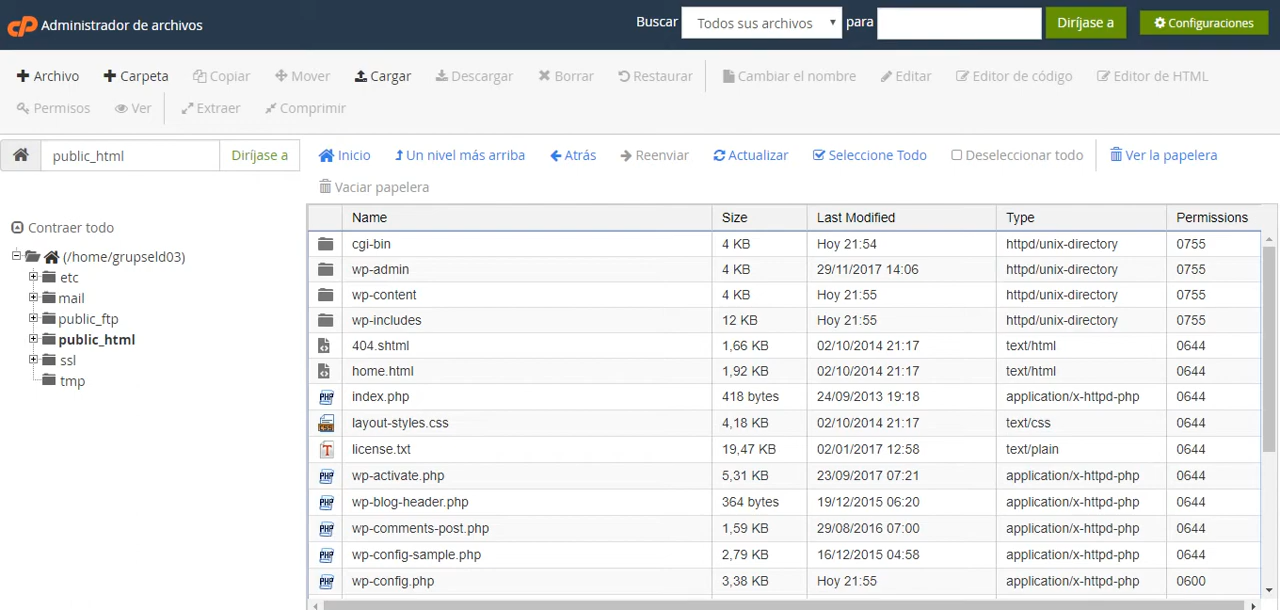 cP Administrador de archivos Buscar Todos sus archivos para Diríjase a Configuraciones
Archivo Carpeta Copiar Mover Cargar Descargar Borrar Restaurar Cambiar el nombre Editar Editor de código Editor de HTML
Permisos Ver Extraer Comprimir
public_html Diríjase a Inicio Un nivel más arriba Atrás Reenviar Actualizar Seleccione Todo Deseleccionar todo Ver la papelera
Vaciar papelera
Contraer todo
(/home/grupseld03)
etc
mail
public_ftp
public_html
ssl
tmp
Name Size Last Modified Type Permissions
cgi-bin 4 KB Hoy 21:54 httpd/unix-directory 0755
wp-admin 4 KB 29/11/2017 14:06 httpd/unix-directory 0755
wp-content 4 KB Hoy 21:55 httpd/unix-directory 0755
wp-includes 12 KB Hoy 21:55 httpd/unix-directory 0755
404.shtml 1,66 KB 02/10/2014 21:17 text/html 0644
home.html 1,92 KB 02/10/2014 21:17 text/html 0644
PHP index.php 418 bytes 24/09/2013 19:18 application/x-httpd-php 0644
CSS layout-styles.css 4,18 KB 02/10/2014 21:17 text/css 0644
T license.txt 19,47 KB 02/01/2017 12:58 text/plain 0644
PHP wp-activate.php 5,31 KB 23/09/2017 07:21 application/x-httpd-php 0644
PHP wp-blog-header.php 364 bytes 19/12/2015 06:20 application/x-httpd-php 0644
PHP wp-comments-post.php 1,59 KB 29/08/2016 07:00 application/x-httpd-php 0644
PHP wp-config-sample.php 2,79 KB 16/12/2015 04:58 application/x-httpd-php 0644
PHP wp-config.php 3,38 KB Hoy 21:55 application/x-httpd-php 0600